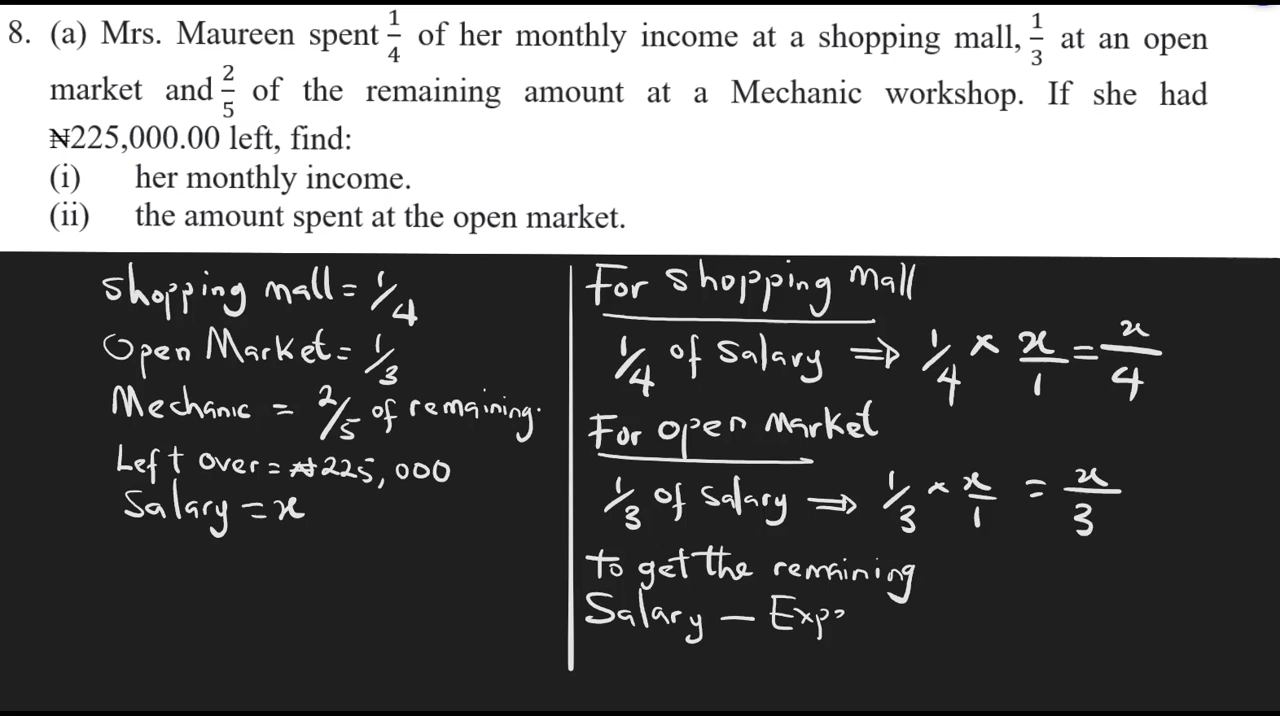 8. (a) Mrs. Maureen spent 1/4 of her monthly income at a shopping mall, 1/3 at an open
market and 2/5 of the remaining amount at a Mechanic workshop. If she had
₦225,000.00 left, find:
(i) her monthly income.
(ii) the amount spent at the open market.
Shopping mall = 1/4
Open Market = 1/3
Mechanic = 2/5 of remaining.
Left over = ₦225,000
Salary = x
For shopping Mall
1/4 of Salary ⇒ 1/4 × x/1 = x/4
For open Market
1/3 of Salary ⇒ 1/3 × x/1 = x/3
to get the remaining
Salary – Exp